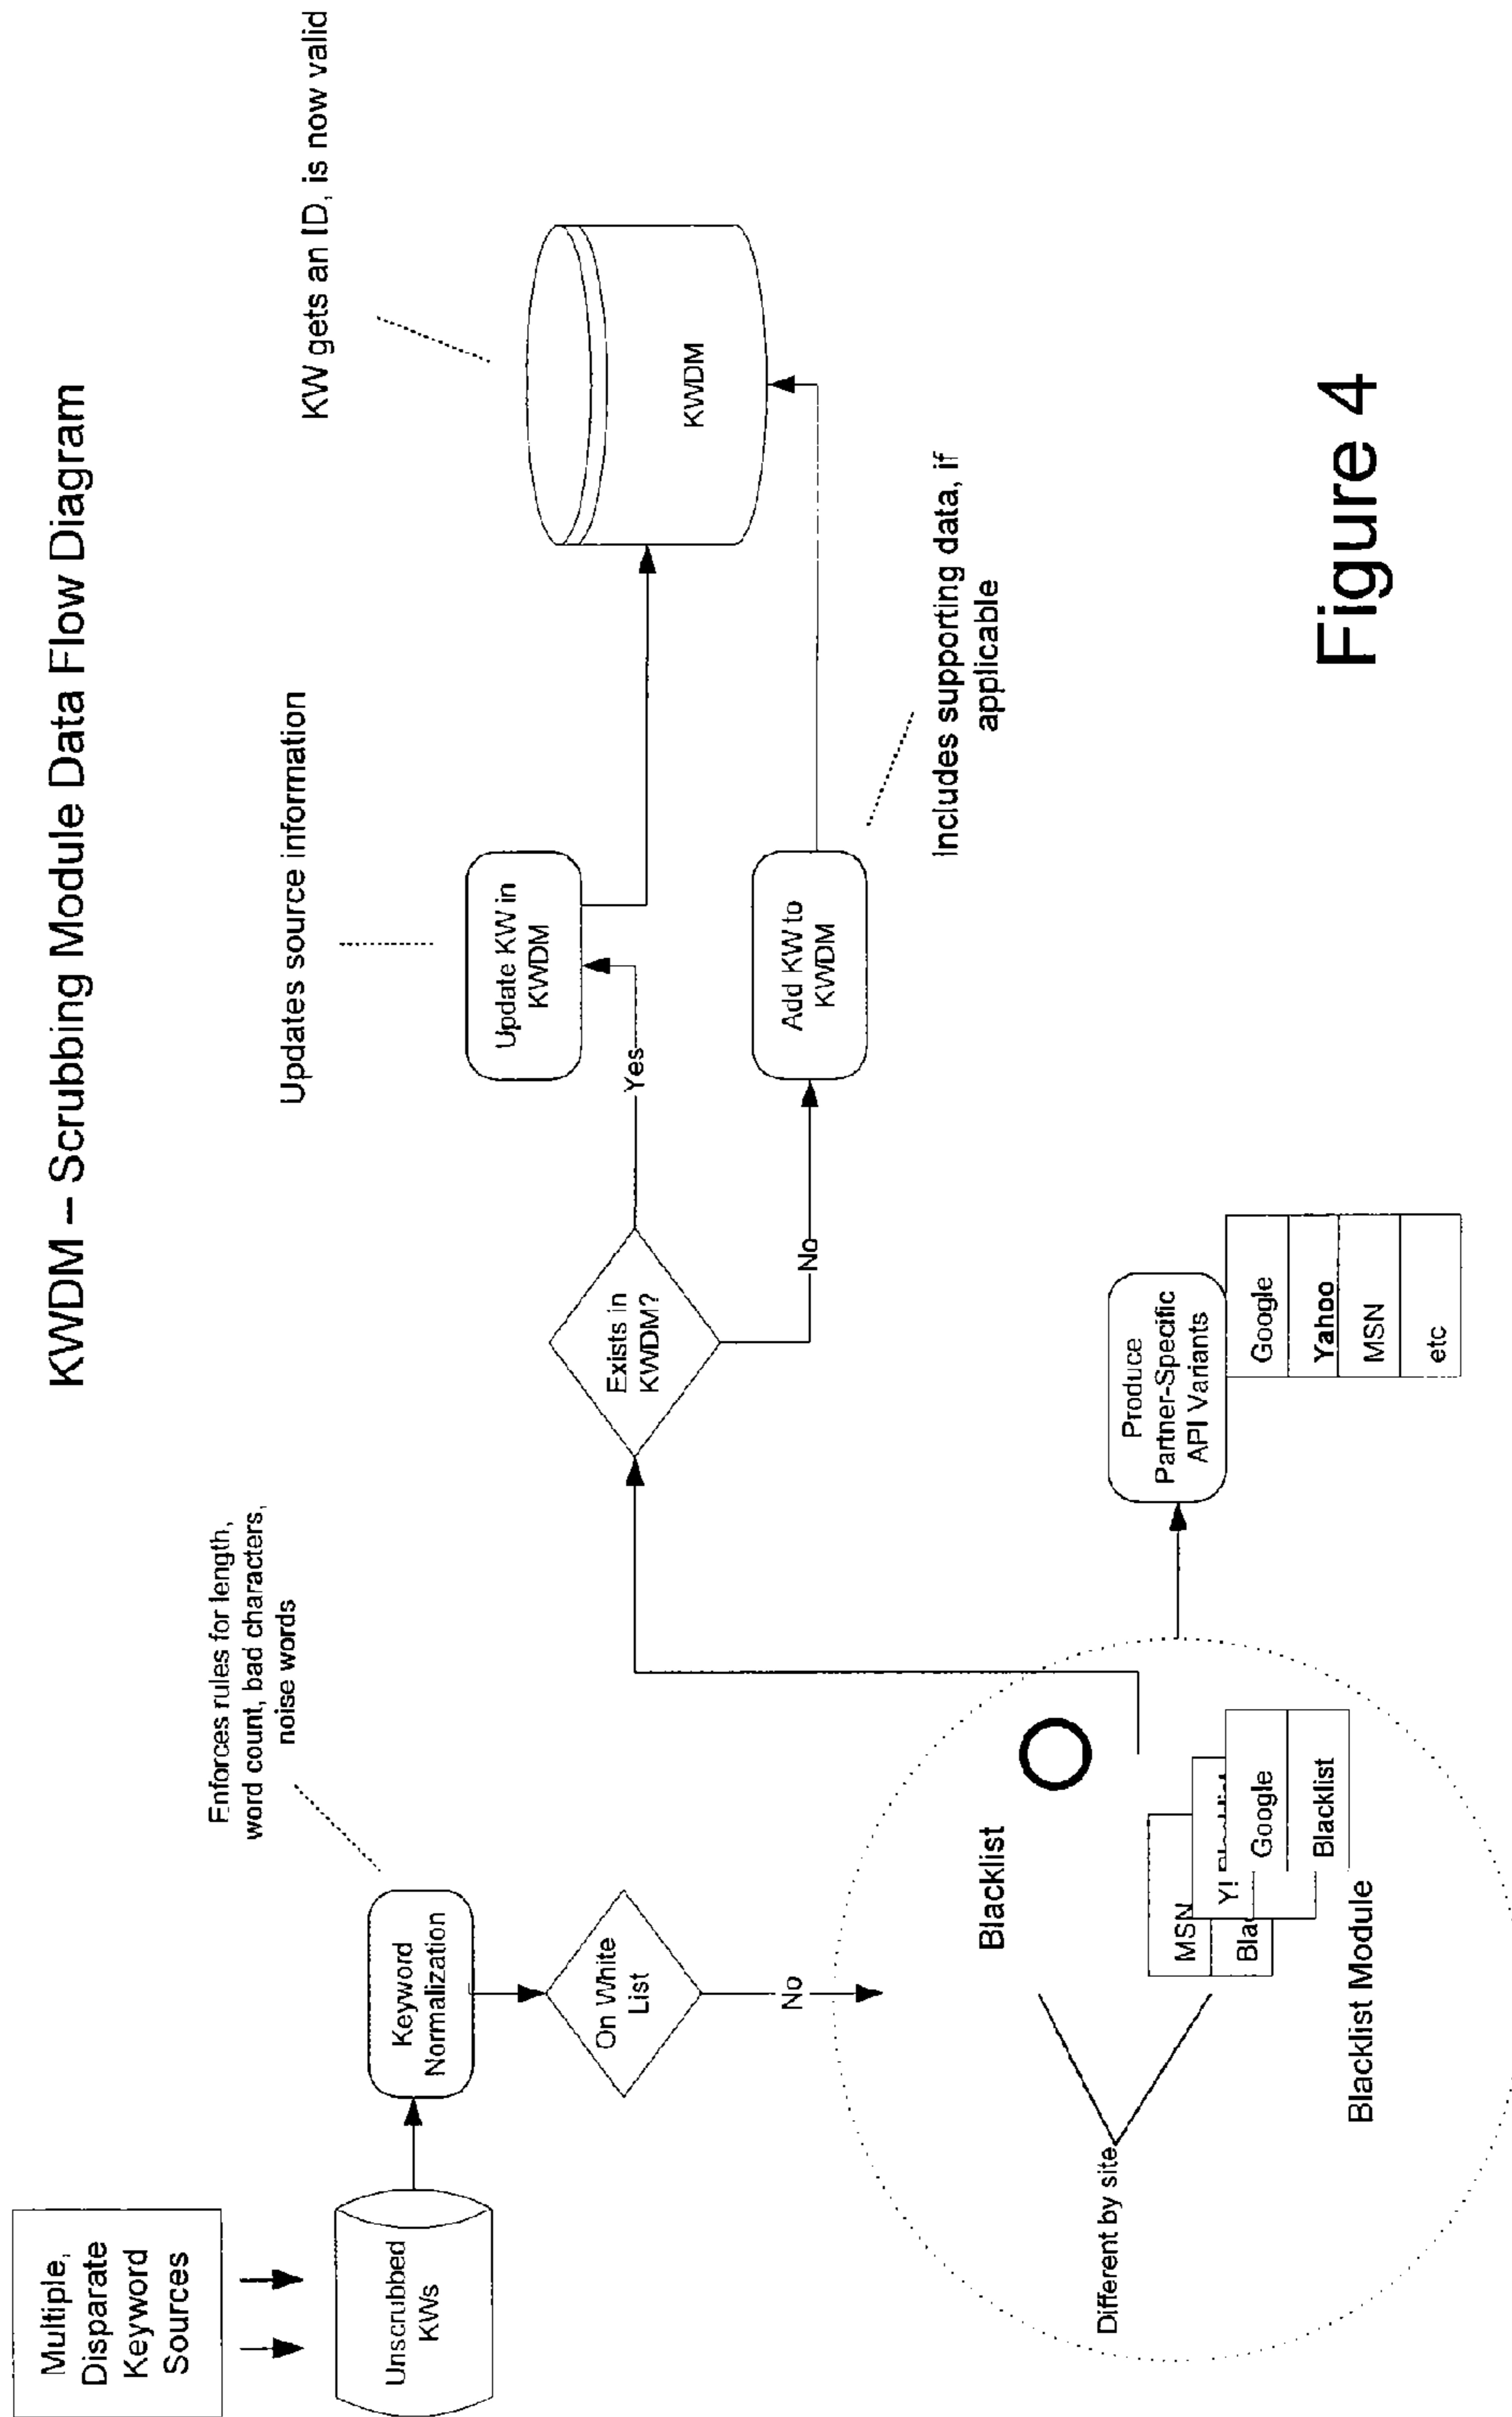 KWDM – Scrubbing Module Data Flow Diagram
Multiple,
Disparate
Keyword
Sources
Unscrubbed
KWs
Keyword
Normalization
Enforces rules for length,
word count, bad characters,
noise words
On White
List
No
Different by site
Blacklist
MSN
Y!
Google
Blacklist
Blacklist Module
Produce
Partner-Specific
API Variants
Google
Yahoo
MSN
etc
Exists in
KWDM?
Yes
No
Updates source information
Update KW in
KWDM
Add KW to
KWDM
Includes supporting data, if
applicable
KW gets an ID, is now valid
KWDM
Figure 4